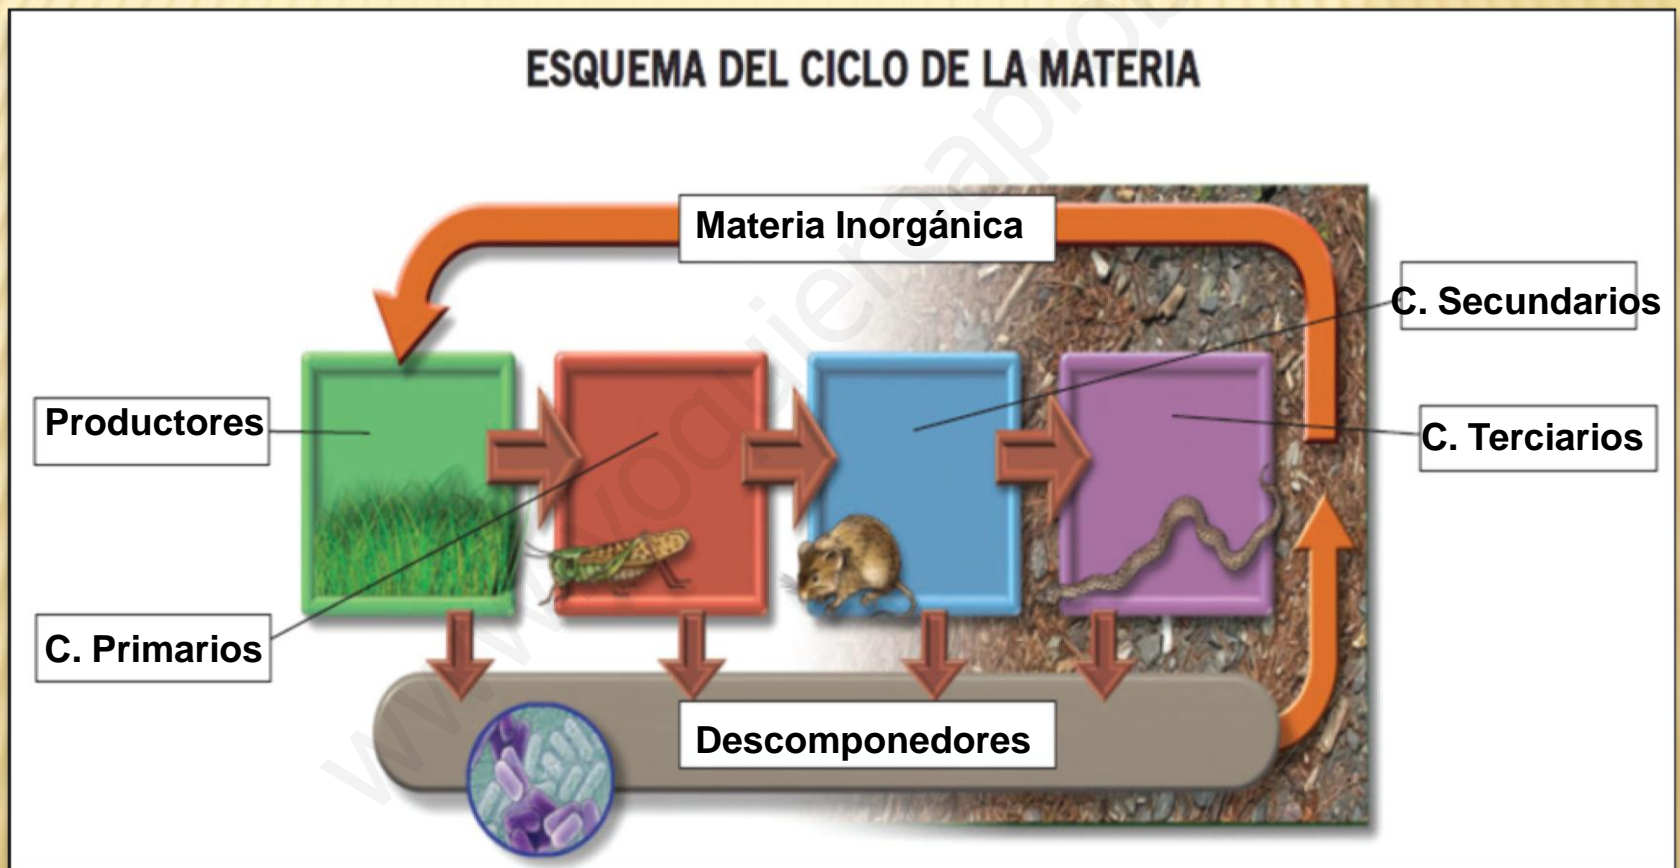 ESQUEMA DEL CICLO DE LA MATERIA
Materia Inorgánica
C. Secundarios
Productores
C. Terciarios
C. Primarios
Descomponedores